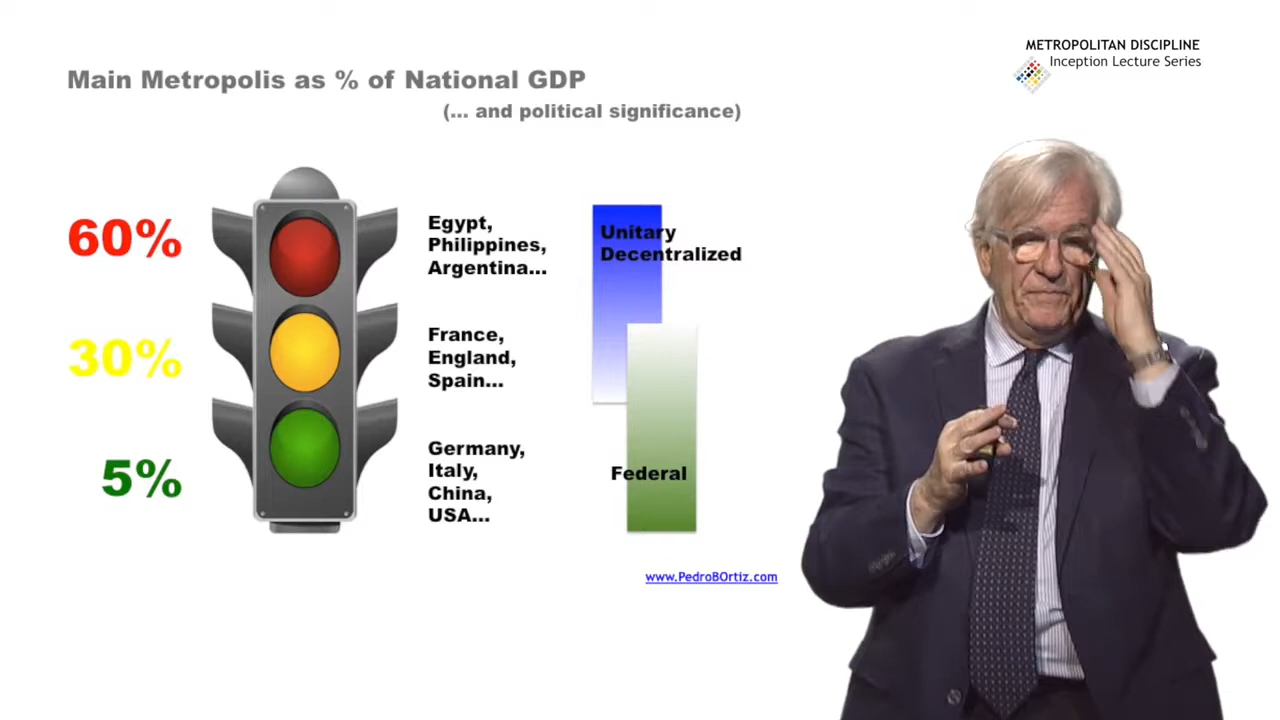 METROPOLITAN DISCIPLINE
Inception Lecture Series
Main Metropolis as % of National GDP
(... and political significance)
60%
Egypt,
Philippines,
Argentina...
Unitary
Decentralized
30%
France,
England,
Spain...
5%
Germany,
Italy,
China,
USA...
Federal
www.PedroBOrtiz.com